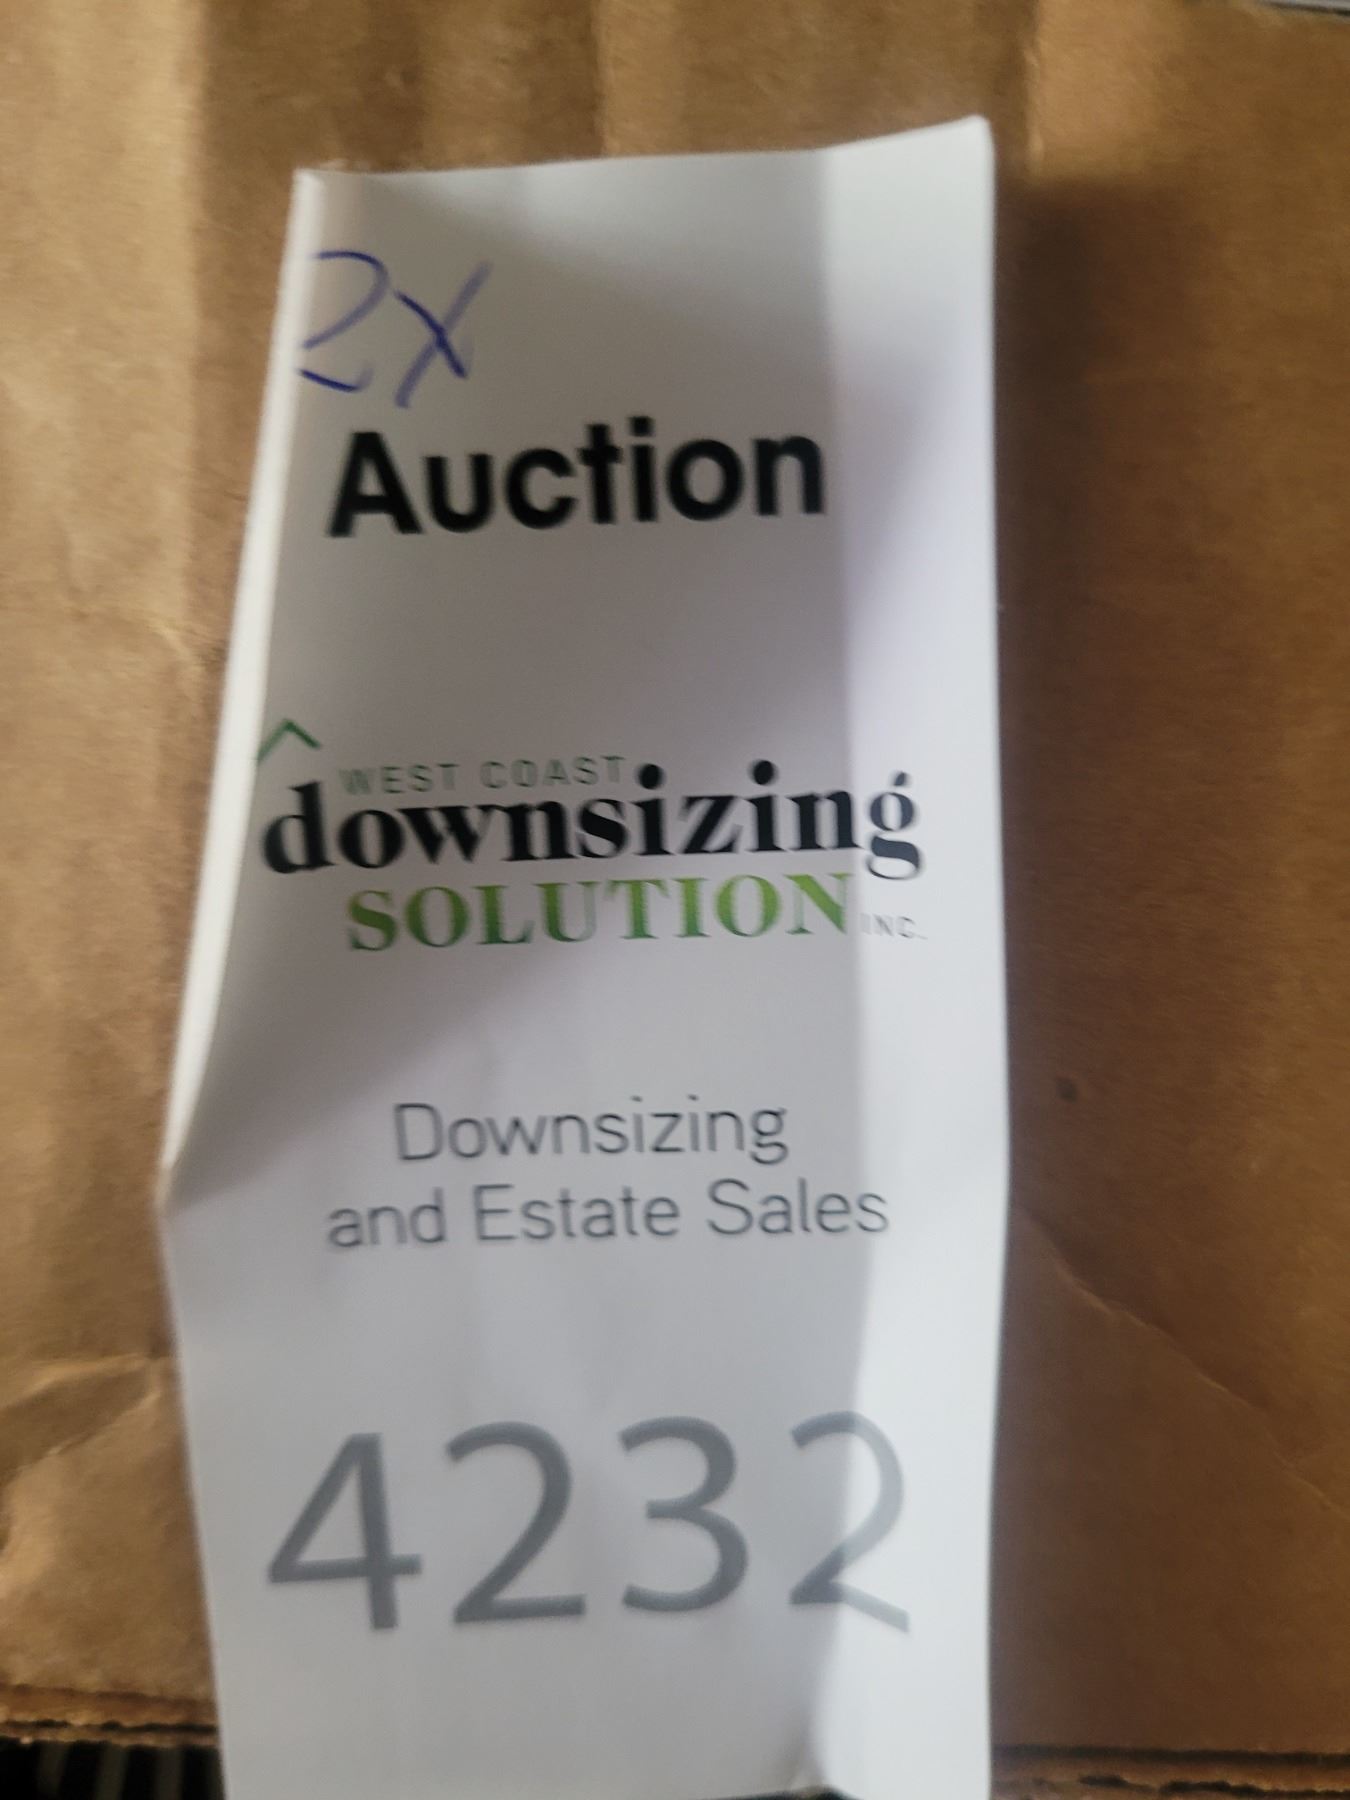 2x
Auction
WEST COAST
downsizing
SOLUTION INC.
Downsizing
and Estate Sales
4232